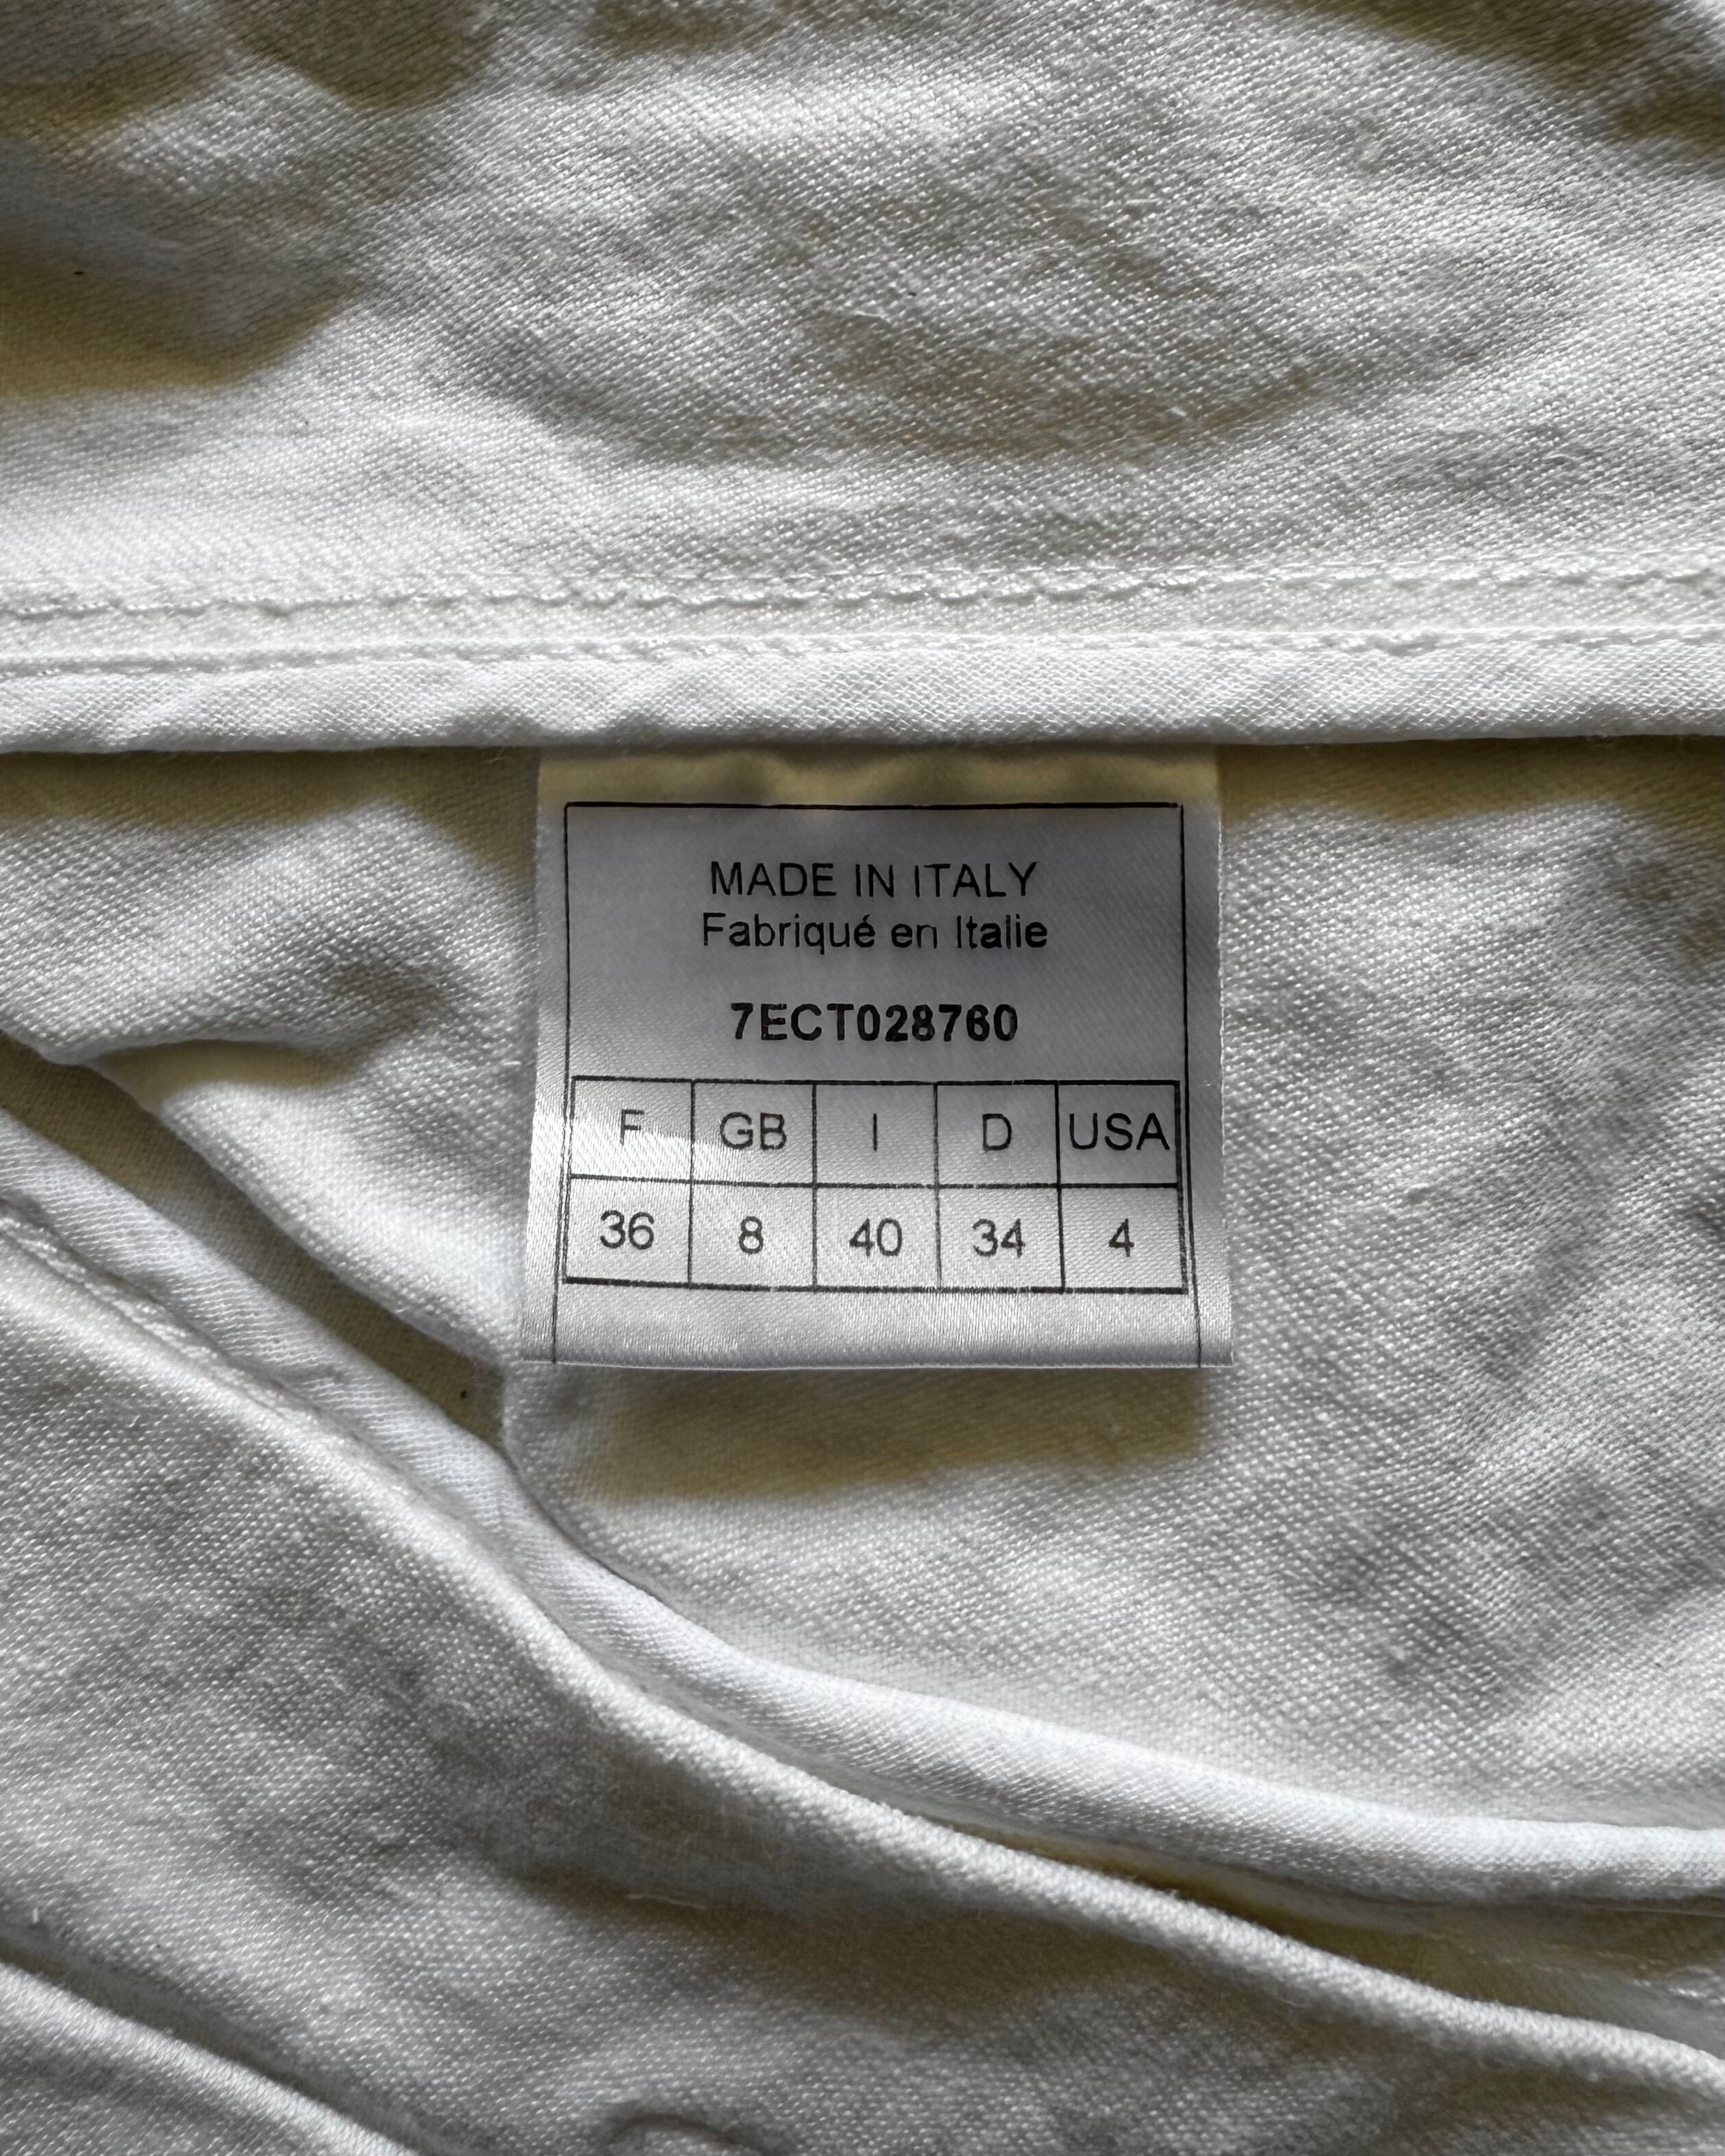 MADE IN ITALY
Fabriqué en Italie
7ECT028760
F GB I D USA
36 8 40 34 4